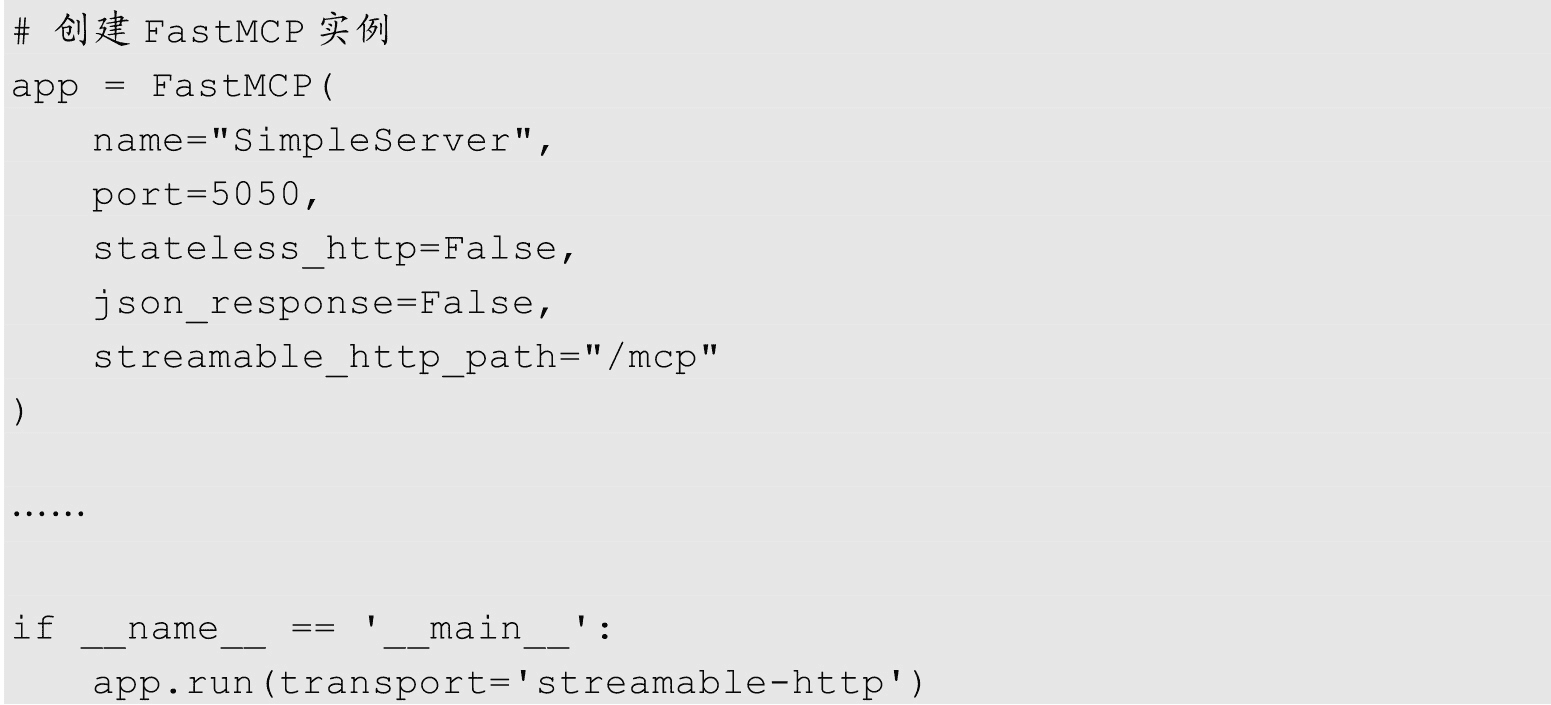 # 创建 FastMCP 实例
app = FastMCP(
    name="SimpleServer",
    port=5050,
    stateless_http=False,
    json_response=False,
    streamable_http_path="/mcp"
)
……
if __name__ == '__main__':
    app.run(transport='streamable-http')